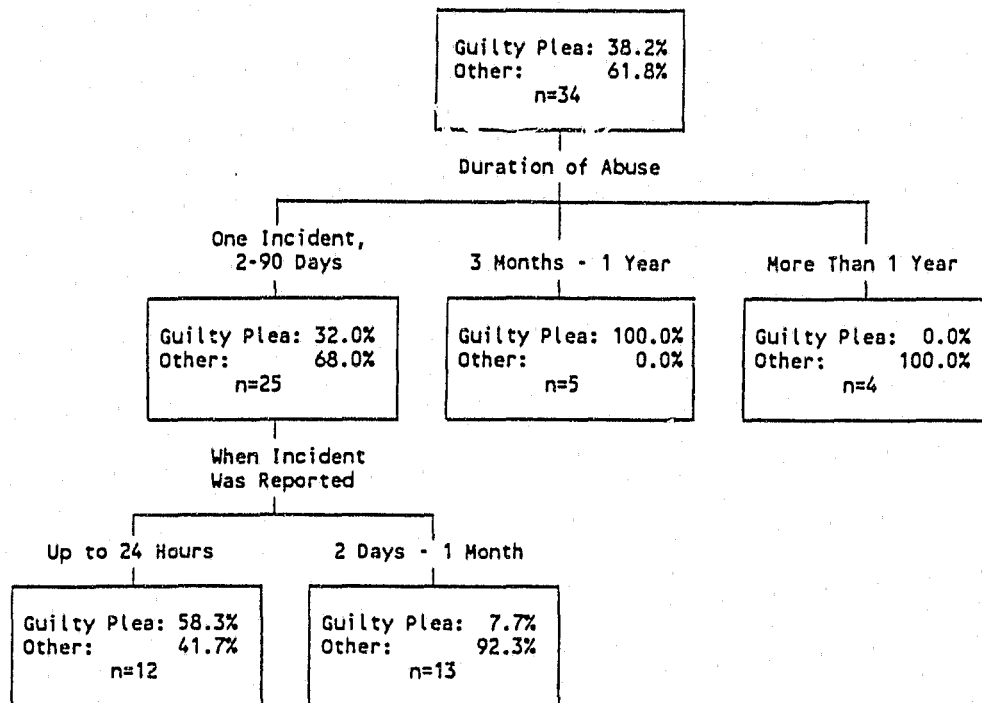 Guilty Plea: 38.2%
Other: 61.8%
n=34
Duration of Abuse
One Incident,
2-90 Days
3 Months - 1 Year
More Than 1 Year
Guilty Plea: 32.0%
Other: 68.0%
n=25
Guilty Plea: 100.0%
Other: 0.0%
n=5
Guilty Plea: 0.0%
Other: 100.0%
n=4
When Incident
Was Reported
Up to 24 Hours
2 Days - 1 Month
Guilty Plea: 58.3%
Other: 41.7%
n=12
Guilty Plea: 7.7%
Other: 92.3%
n=13